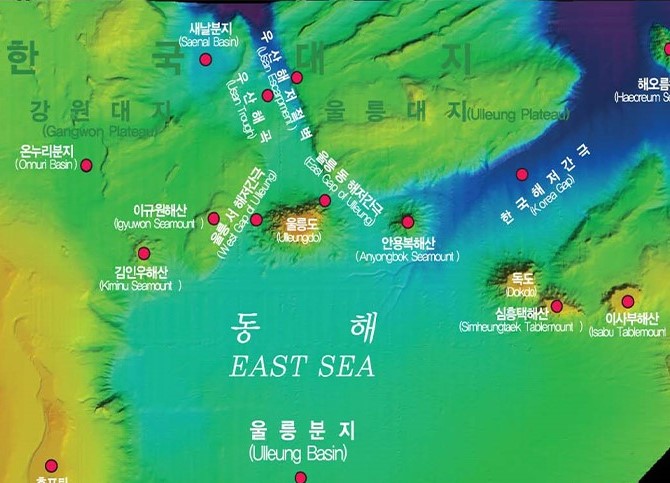 새날분지
(Saenal Basin)
우산해저절벽
(Usan Escarpment)
한국대지
우산해곡
(Usan Trough)
해오름
강원대지
(Gangwon Plateau)
울릉대지
(Ulleung Plateau)
온누리분지
(Onnuri Basin)
울릉동해저간극
(East Gap of Ulleung)
한국해저간극
(Korea Gap)
울릉서해저간극
(West Gap of Ulleung)
이규원해산
(Igyuwon Seamount)
울릉도
(Ulleungdo)
안용복해산
(Anyongbok Seamount)
김인우해산
(Kiminu Seamount)
독도
(Dokdo)
심흥택해산
(Simheungtaek Tablemount)
이사부해산
(Isabu Tablemount
동해
EAST SEA
울릉분지
(Ulleung Basin)